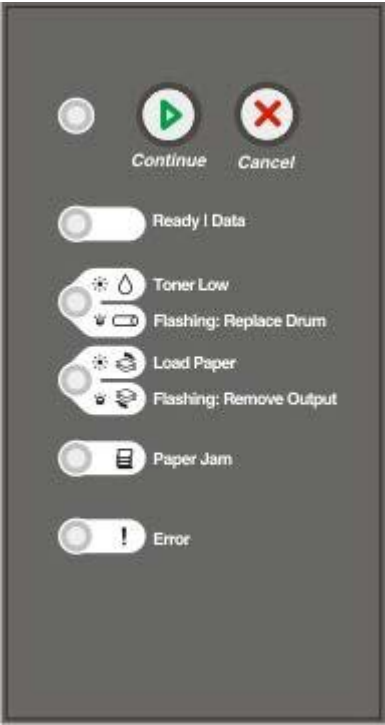 Continue Cancel
Ready | Data
Toner Low
Flashing: Replace Drum
Load Paper
Flashing: Remove Output
Paper Jam
! Error